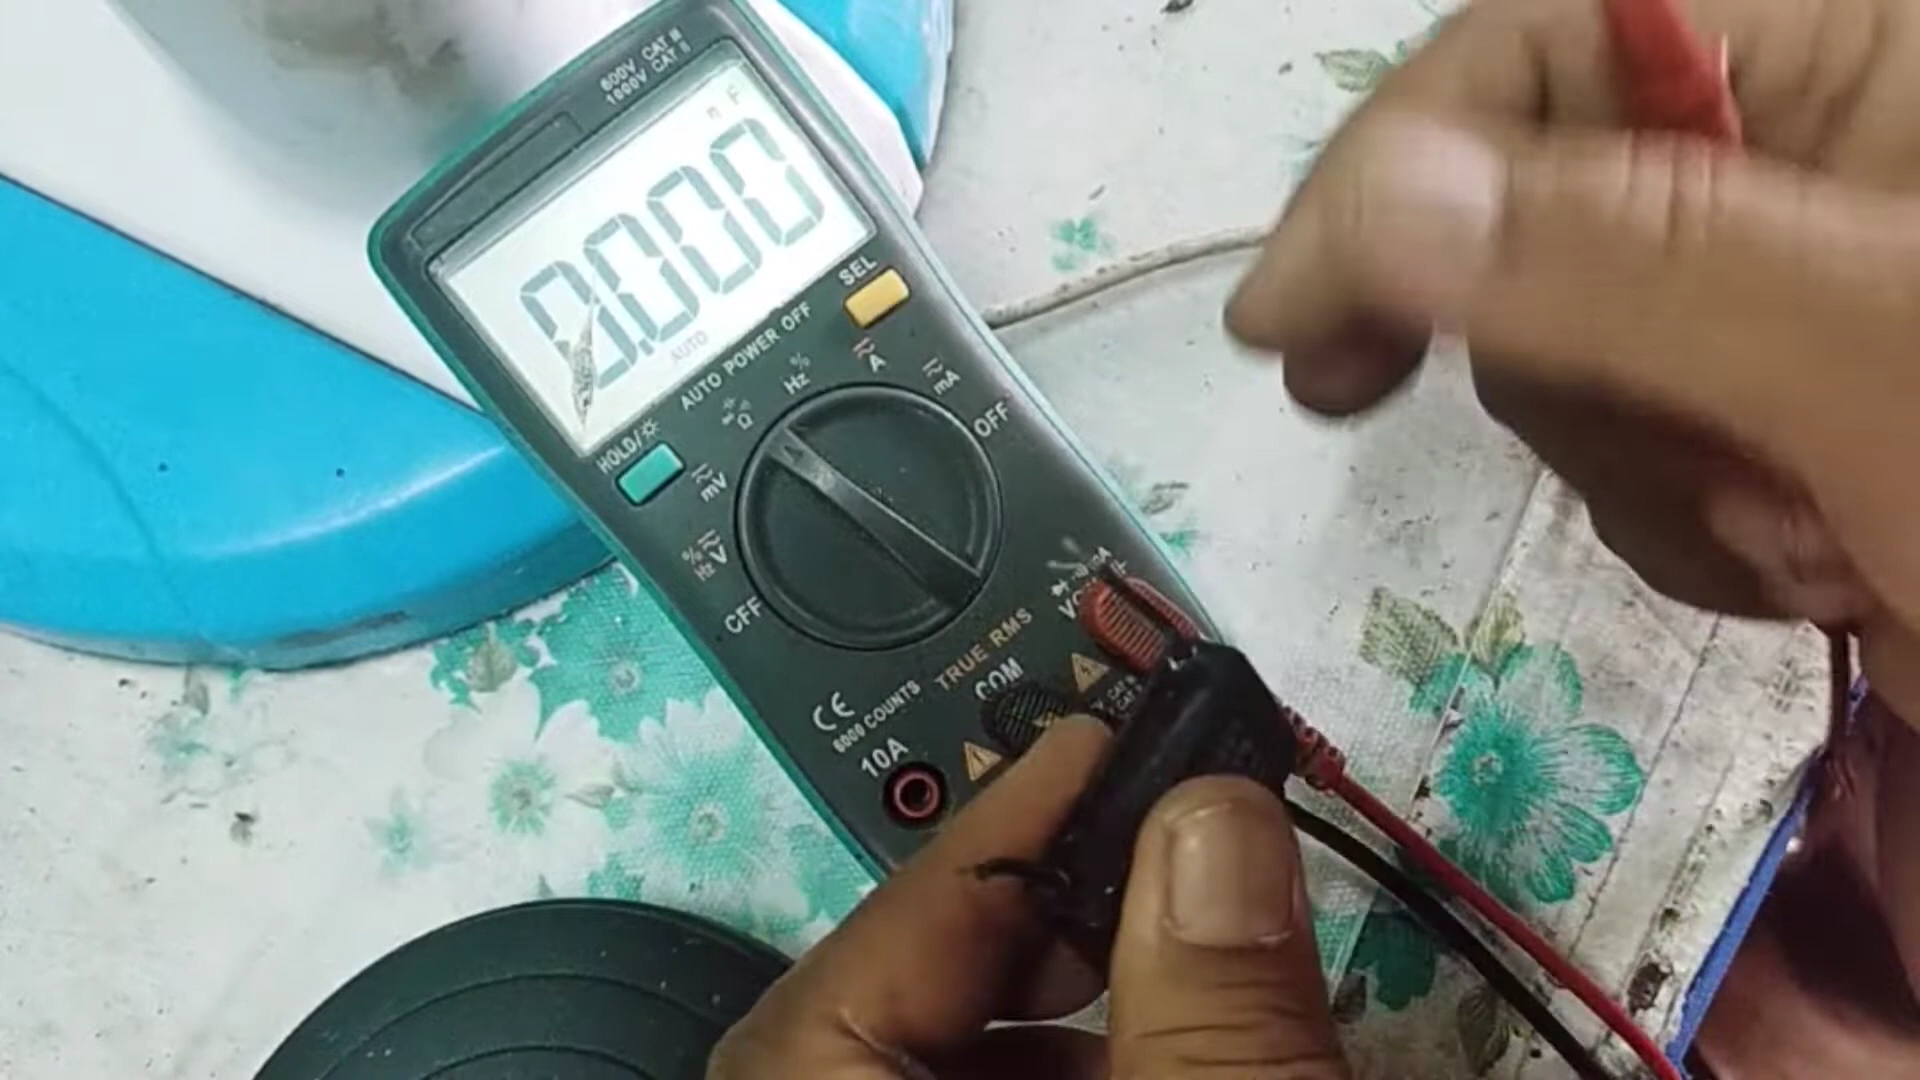 600V CAT III
1000V CAT II
n F
0.000
AUTO
SEL
AUTO POWER OFF
HOLD/
%
Hz
A
mA
OFF
Ω
mV
%
Hz V
OFF
TRUE RMS
COM
CE
6000 COUNTS
10A